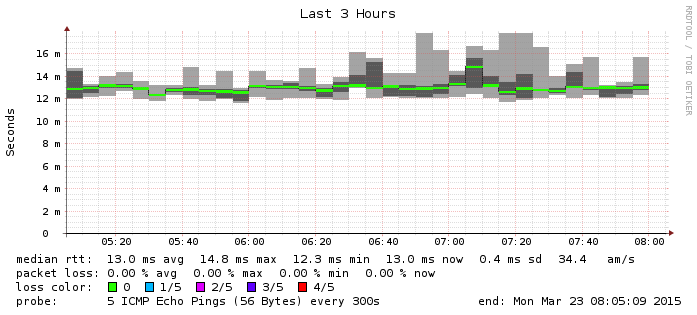 Last 3 Hours
RRDTOOL / TOBI OETIKER
Seconds
16 m
14 m
12 m
10 m
8 m
6 m
4 m
2 m
0
05:20 05:40 06:00 06:20 06:40 07:00 07:20 07:40 08:00
median rtt: 13.0 ms avg 14.8 ms max 12.3 ms min 13.0 ms now 0.4 ms sd 34.4 am/s
packet loss: 0.00 % avg 0.00 % max 0.00 % min 0.00 % now
loss color: 0 1/5 2/5 3/5 4/5
probe: 5 ICMP Echo Pings (56 Bytes) every 300s end: Mon Mar 23 08:05:09 2015